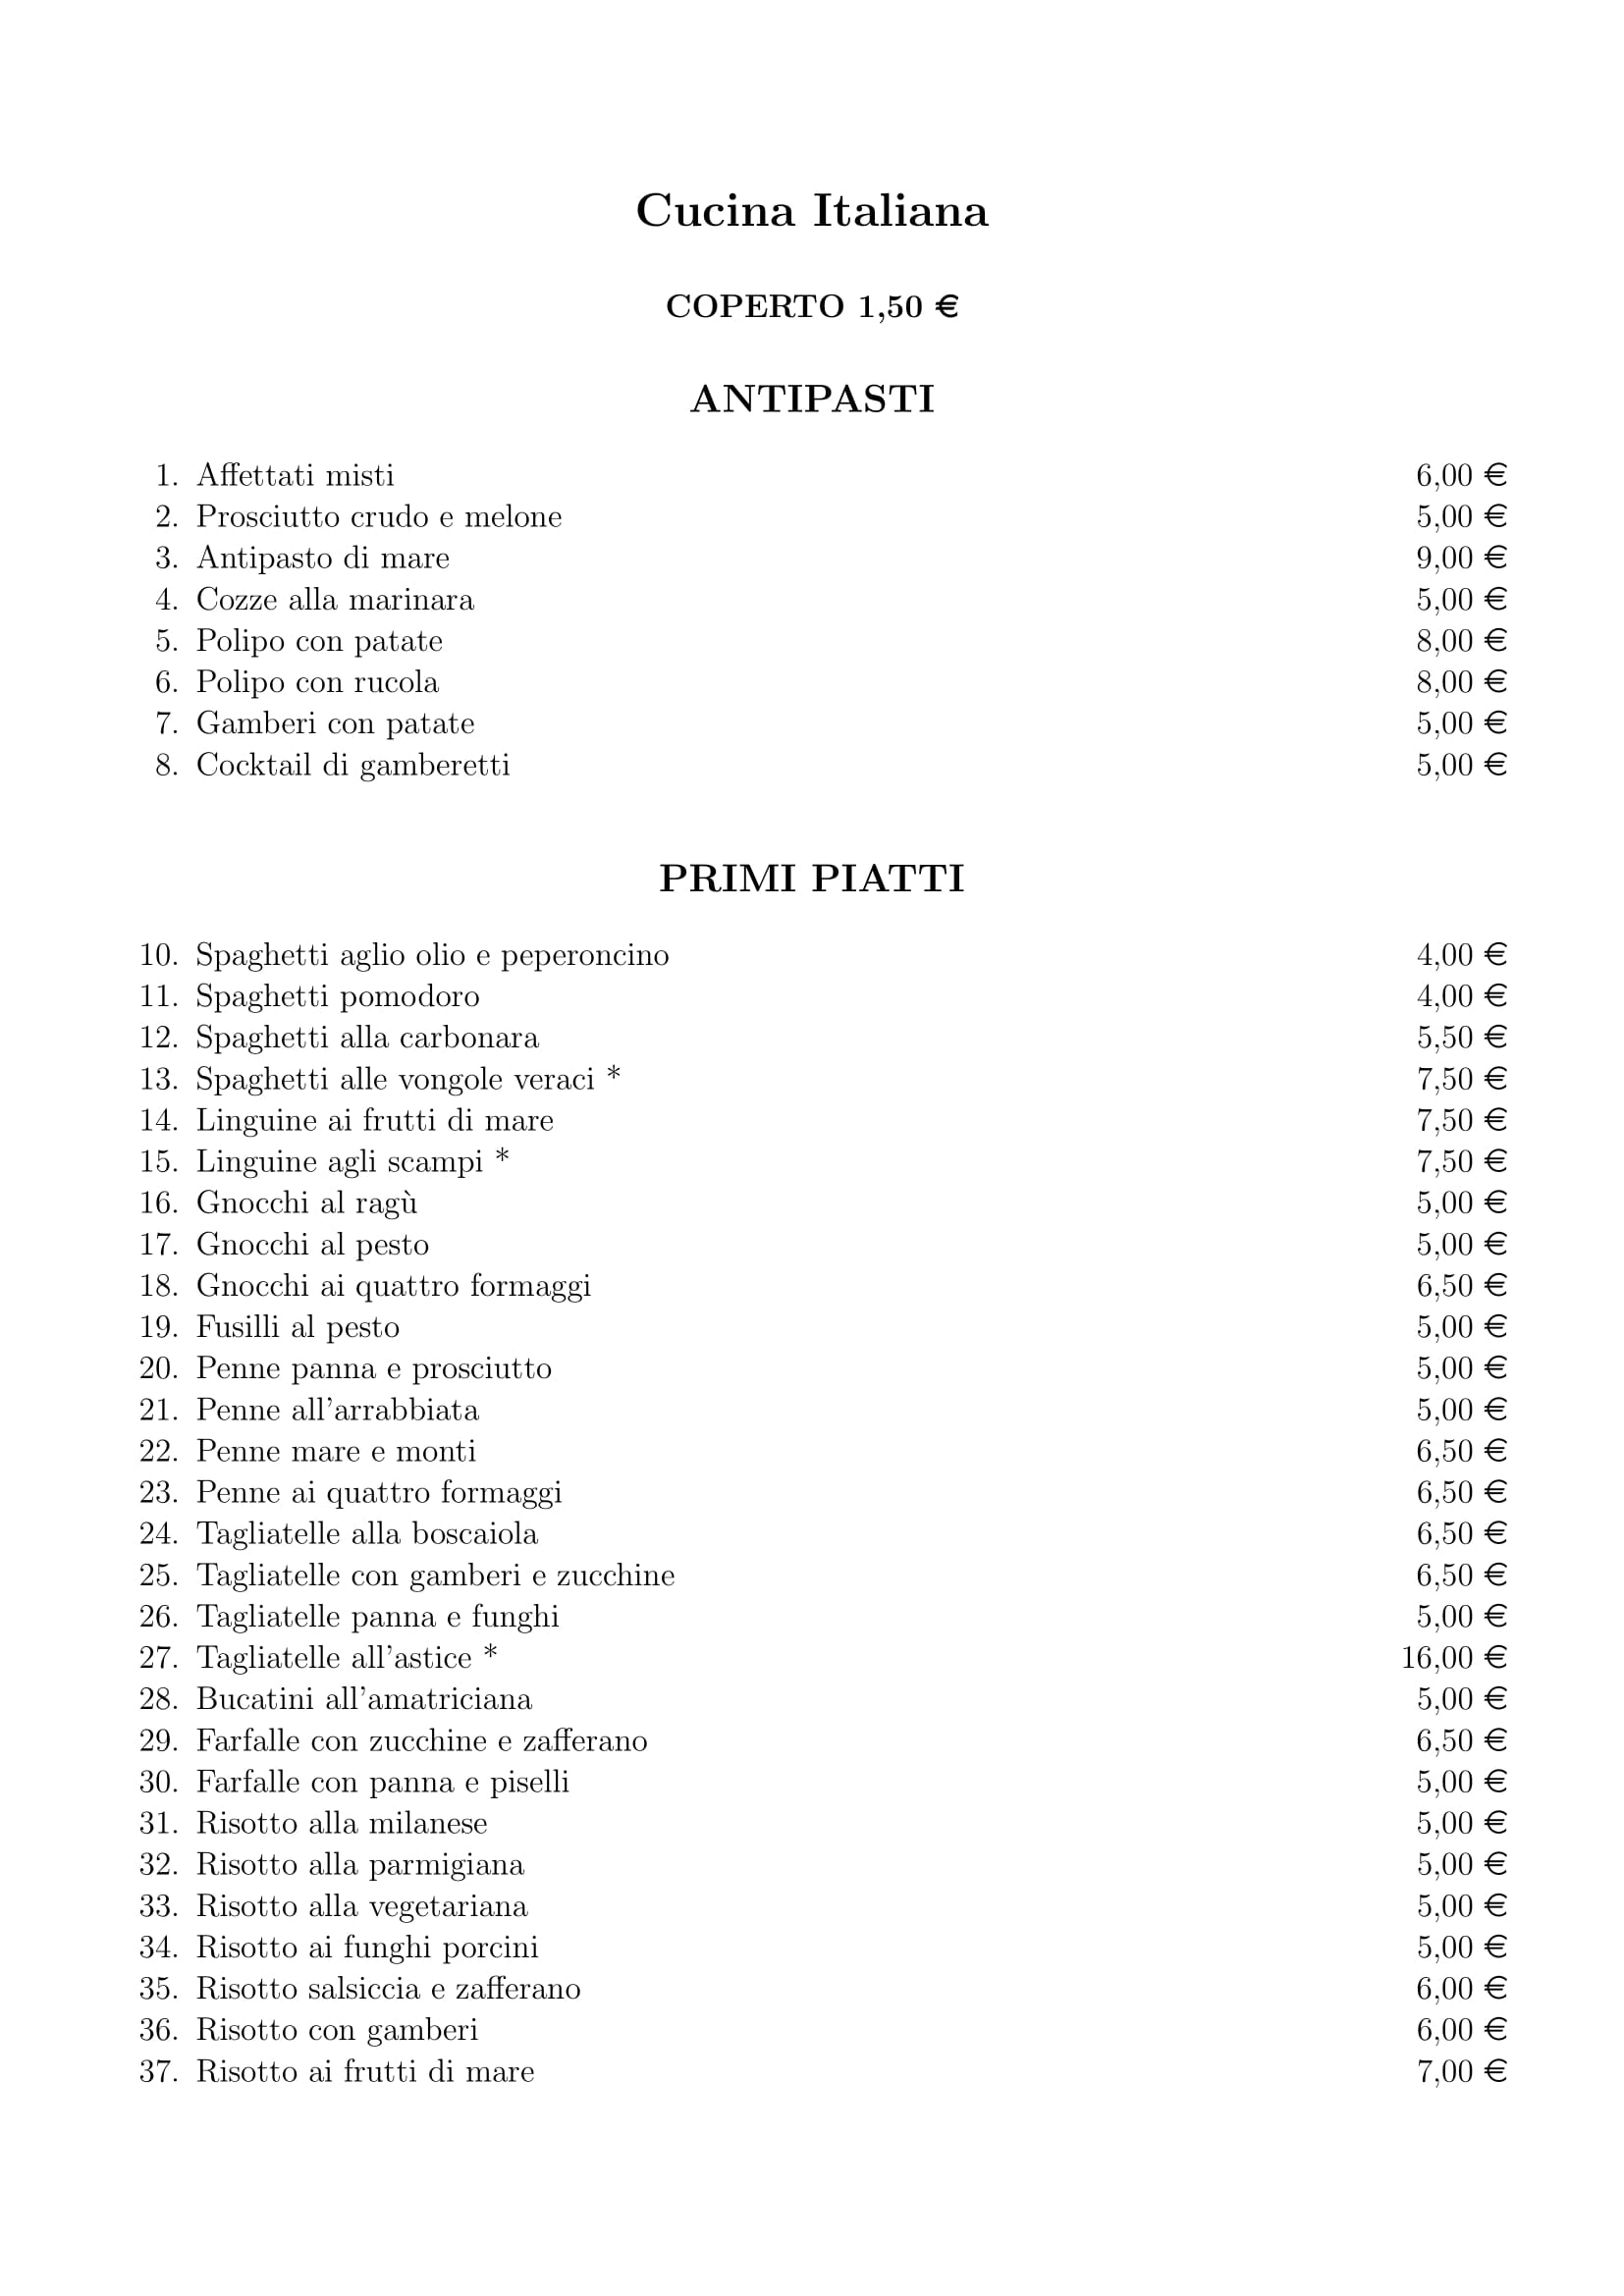 Cucina Italiana
COPERTO 1,50 €
ANTIPASTI
1. Affettati misti 6,00 €
2. Prosciutto crudo e melone 5,00 €
3. Antipasto di mare 9,00 €
4. Cozze alla marinara 5,00 €
5. Polipo con patate 8,00 €
6. Polipo con rucola 8,00 €
7. Gamberi con patate 5,00 €
8. Cocktail di gamberetti 5,00 €
PRIMI PIATTI
10. Spaghetti aglio olio e peperoncino 4,00 €
11. Spaghetti pomodoro 4,00 €
12. Spaghetti alla carbonara 5,50 €
13. Spaghetti alle vongole veraci * 7,50 €
14. Linguine ai frutti di mare 7,50 €
15. Linguine agli scampi * 7,50 €
16. Gnocchi al ragù 5,00 €
17. Gnocchi al pesto 5,00 €
18. Gnocchi ai quattro formaggi 6,50 €
19. Fusilli al pesto 5,00 €
20. Penne panna e prosciutto 5,00 €
21. Penne all'arrabbiata 5,00 €
22. Penne mare e monti 6,50 €
23. Penne ai quattro formaggi 6,50 €
24. Tagliatelle alla boscaiola 6,50 €
25. Tagliatelle con gamberi e zucchine 6,50 €
26. Tagliatelle panna e funghi 5,00 €
27. Tagliatelle all'astice * 16,00 €
28. Bucatini all'amatriciana 5,00 €
29. Farfalle con zucchine e zafferano 6,50 €
30. Farfalle con panna e piselli 5,00 €
31. Risotto alla milanese 5,00 €
32. Risotto alla parmigiana 5,00 €
33. Risotto alla vegetariana 5,00 €
34. Risotto ai funghi porcini 5,00 €
35. Risotto salsiccia e zafferano 6,00 €
36. Risotto con gamberi 6,00 €
37. Risotto ai frutti di mare 7,00 €